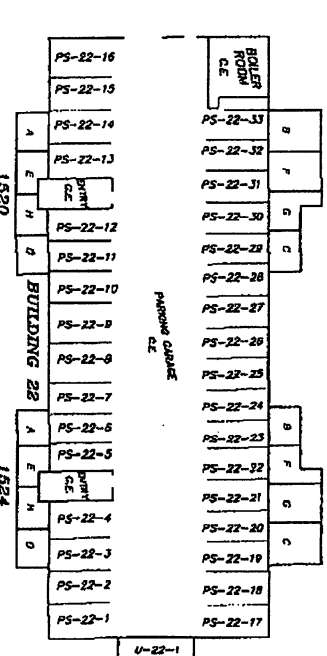 PS-22-16
PS-22-15
PS-22-14
PS-22-13
ENTRY
C.E.
PS-22-12
PS-22-11
PS-22-10
PS-22-9
PS-22-8
PS-22-7
PS-22-6
PS-22-5
ENTRY
C.E.
PS-22-4
PS-22-3
PS-22-2
PS-22-1
A
E
H
D
1520
BUILDING 22
A
E
H
D
1524
PARKING GARAGE
C.E.
BOILER
ROOM
C.E.
PS-22-33
PS-22-32
PS-22-31
PS-22-30
PS-22-29
PS-22-28
PS-22-27
PS-22-26
PS-22-25
PS-22-24
PS-22-23
PS-22-22
PS-22-21
PS-22-20
PS-22-19
PS-22-18
PS-22-17
B
F
G
C
B
F
G
C
U-22-1